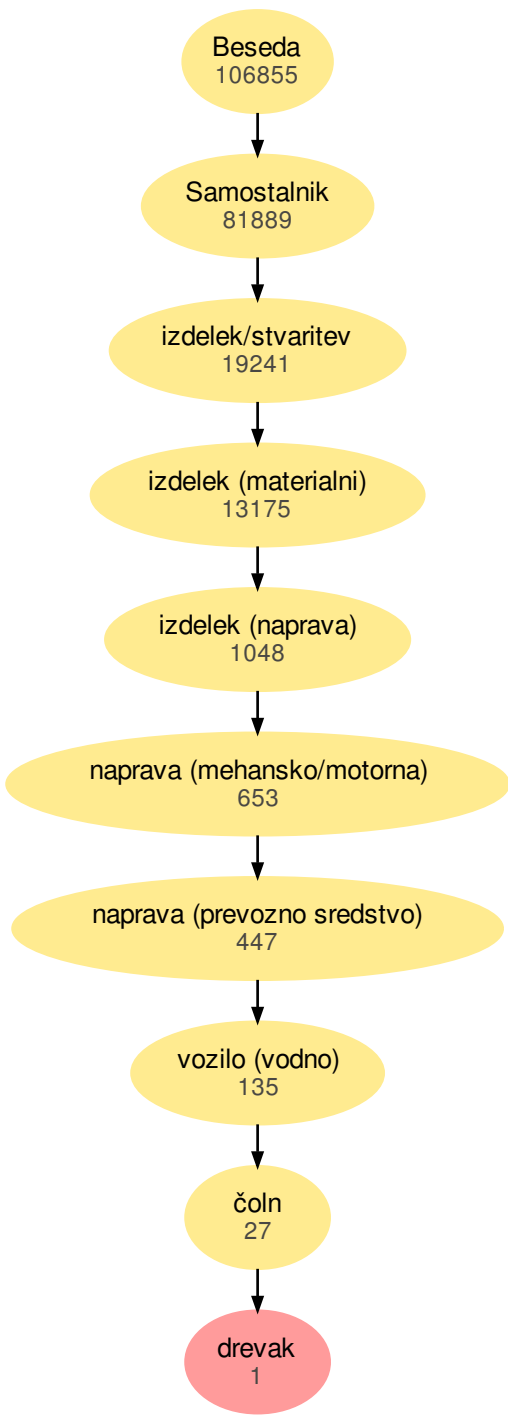 Beseda
106855
Samostalnik
81889
izdelek/stvaritev
19241
izdelek (materialni)
13175
izdelek (naprava)
1048
naprava (mehansko/motorna)
653
naprava (prevozno sredstvo)
447
vozilo (vodno)
135
čoln
27
drevak
1